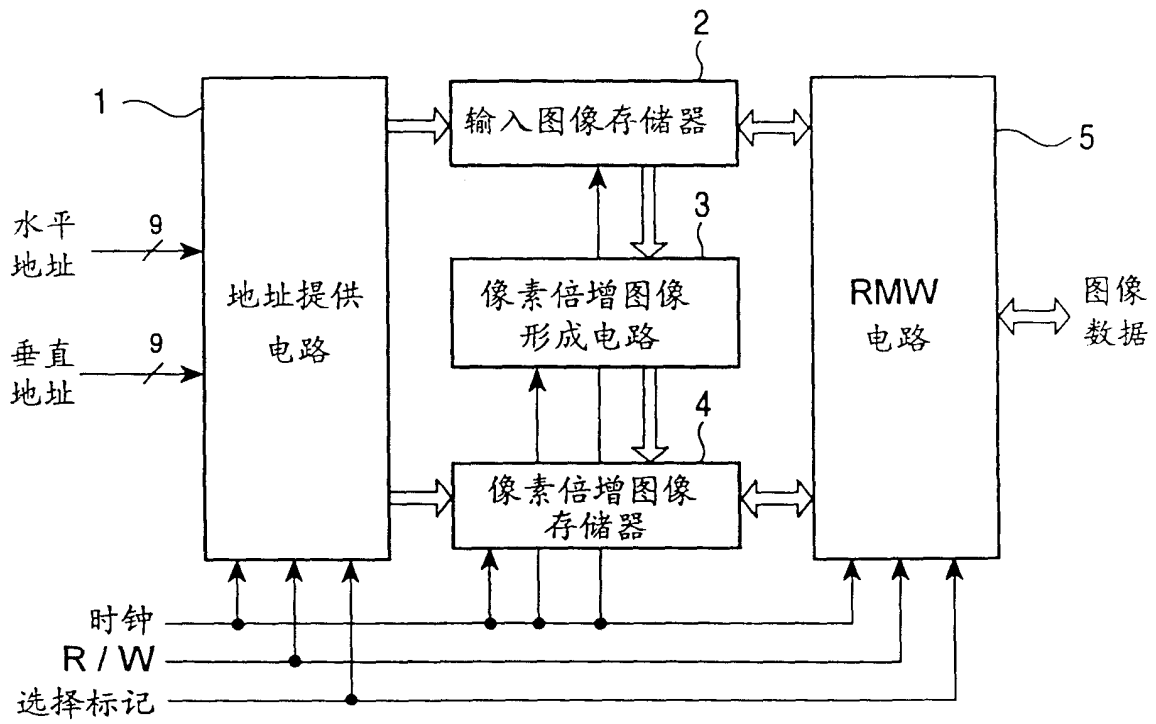 2
1
输入图像存储器
5
水平
地址
9
3
地址提供
电路
像素倍增图像
形成电路
RMW
电路
图像
数据
垂直
地址
9
4
像素倍增图像
存储器
时钟
R / W
选择标记